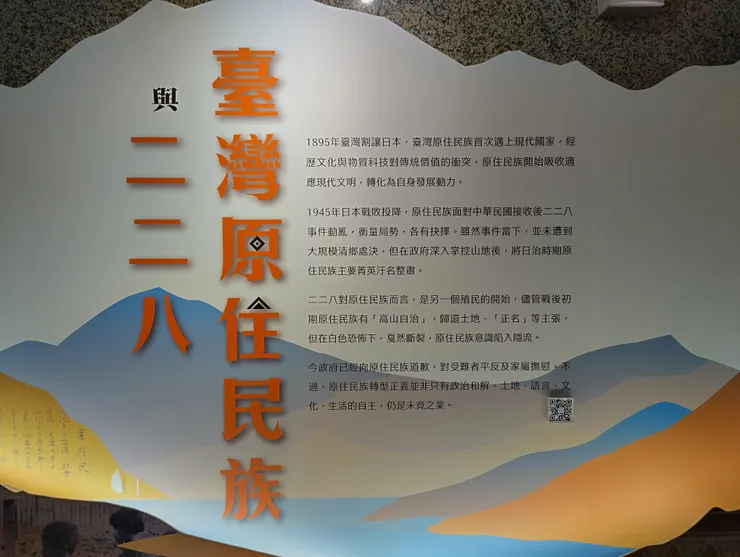 臺灣原住民族
與
二二八
1895年臺灣割讓日本，臺灣原住民族首次遇上現代國家，經
歷文化與物質科技對傳統價值的衝突，原住民族開始吸收適
應現代文明，轉化為自身發展動力。
1945年日本戰敗投降，原住民族面對中華民國接收後二二八
事件動亂，衡量局勢，各有抉擇。雖然事件當下，並未遭到
大規模清鄉處決，但在政府深入掌控山地後，將日治時期原
住民族主要菁英汙名整肅。
二二八對原住民族而言，是另一個殖民的開始，儘管戰後初
期原住民族有「高山自治」，歸還土地、「正名」等主張，
但在白色恐怖下，戛然斷裂，原住民族意識陷入隱流。
今政府已經向原住民族道歉，對受難者平反及家屬撫慰。不
過，原住民族轉型正義並非只有政治和解，土地、語言、文
化、生活的自主，仍是未竟之業。